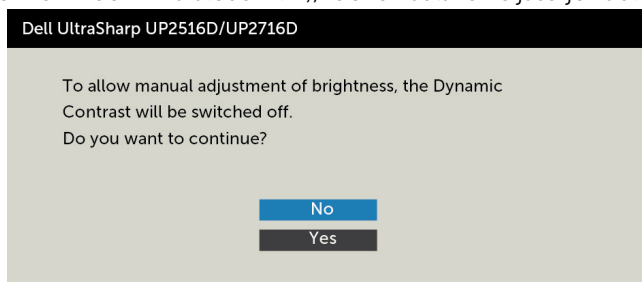 Dell UltraSharp UP2516D/UP2716D
To allow manual adjustment of brightness, the Dynamic
Contrast will be switched off.
Do you want to continue?
No
Yes